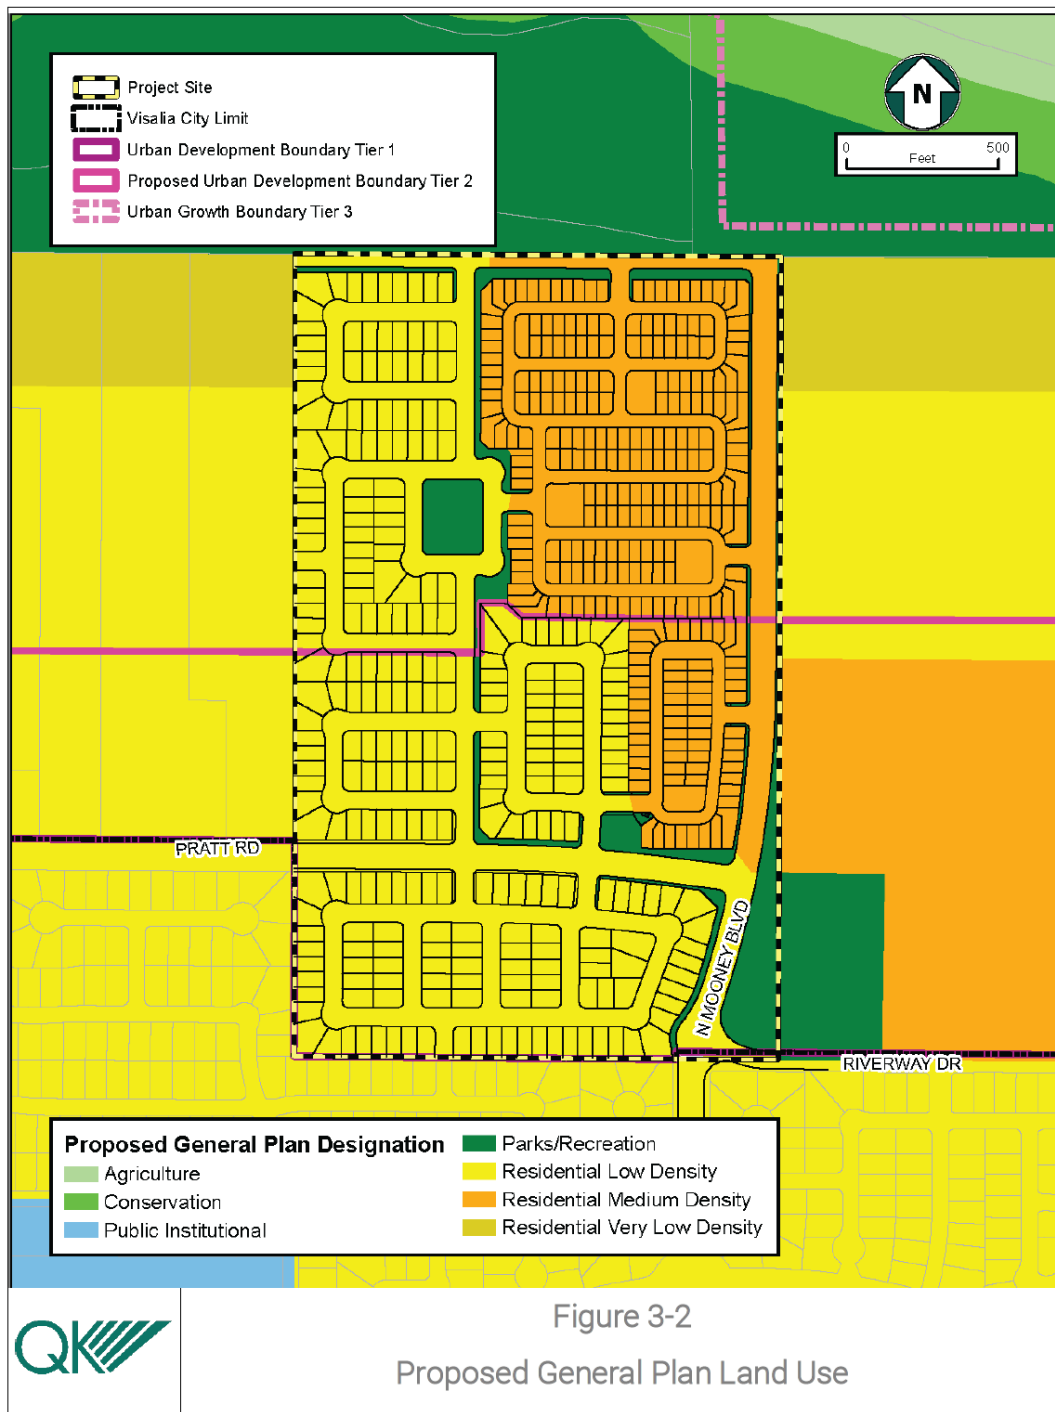 Project Site
Visalia City Limit
Urban Development Boundary Tier 1
Proposed Urban Development Boundary Tier 2
Urban Growth Boundary Tier 3
N
0 500
Feet
PRATT RD
N MOONEY BLVD
RIVERWAY DR
Proposed General Plan Designation
Agriculture
Conservation
Public Institutional
Parks/Recreation
Residential Low Density
Residential Medium Density
Residential Very Low Density
QK
Figure 3-2
Proposed General Plan Land Use